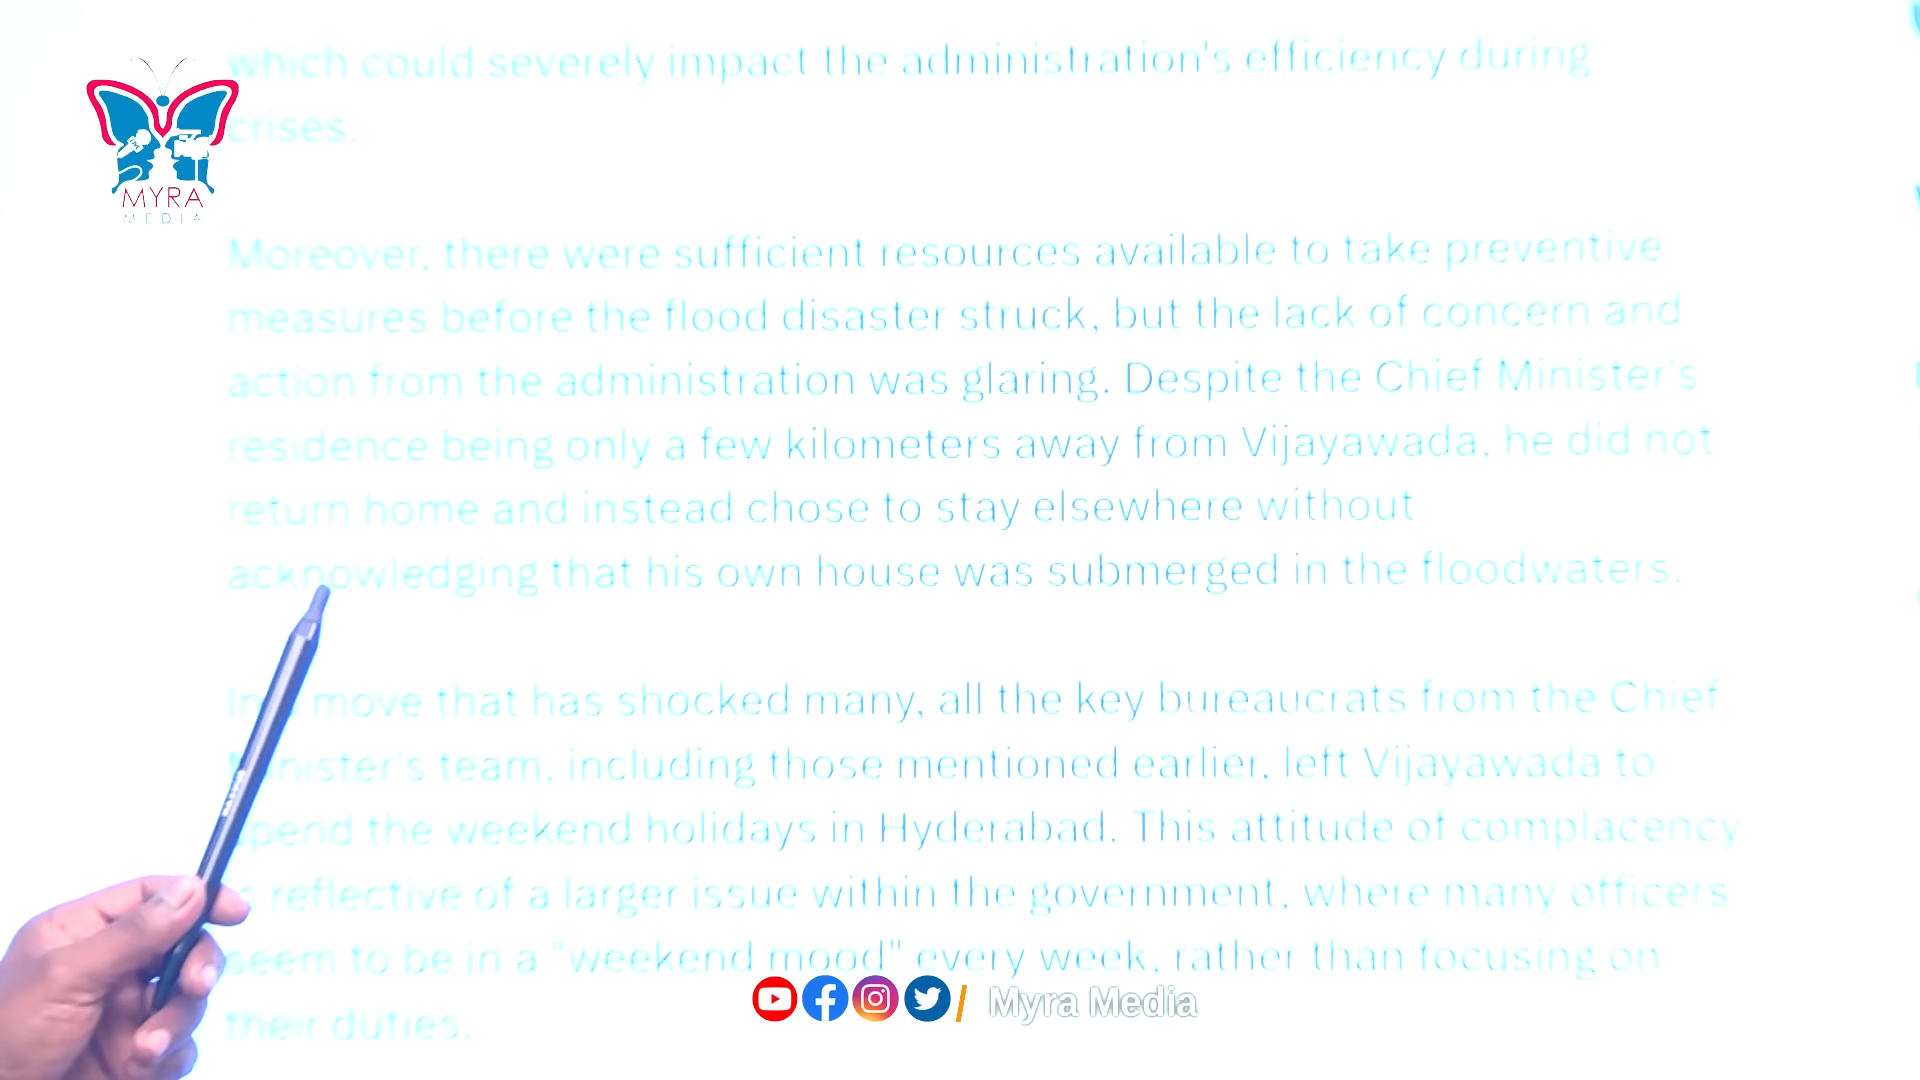 which could severely impact the administration's efficiency during
crises.
MYRA
MEDIA
Moreover, there were sufficient resources available to take preventive
measures before the flood disaster struck, but the lack of concern and
action from the administration was glaring. Despite the Chief Minister's
residence being only a few kilometers away from Vijayawada, he did not
return home and instead chose to stay elsewhere without
acknowledging that his own house was submerged in the floodwaters.
In move that has shocked many, all the key bureaucrats from the Chief
Minister's team, including those mentioned earlier, left Vijayawada to
spend the weekend holidays in Hyderabad. This attitude of complacency
is reflective of a larger issue within the government, where many officers
seem to be in a "weekend mood" every week, rather than focusing on
their duties.
/ Myra Media